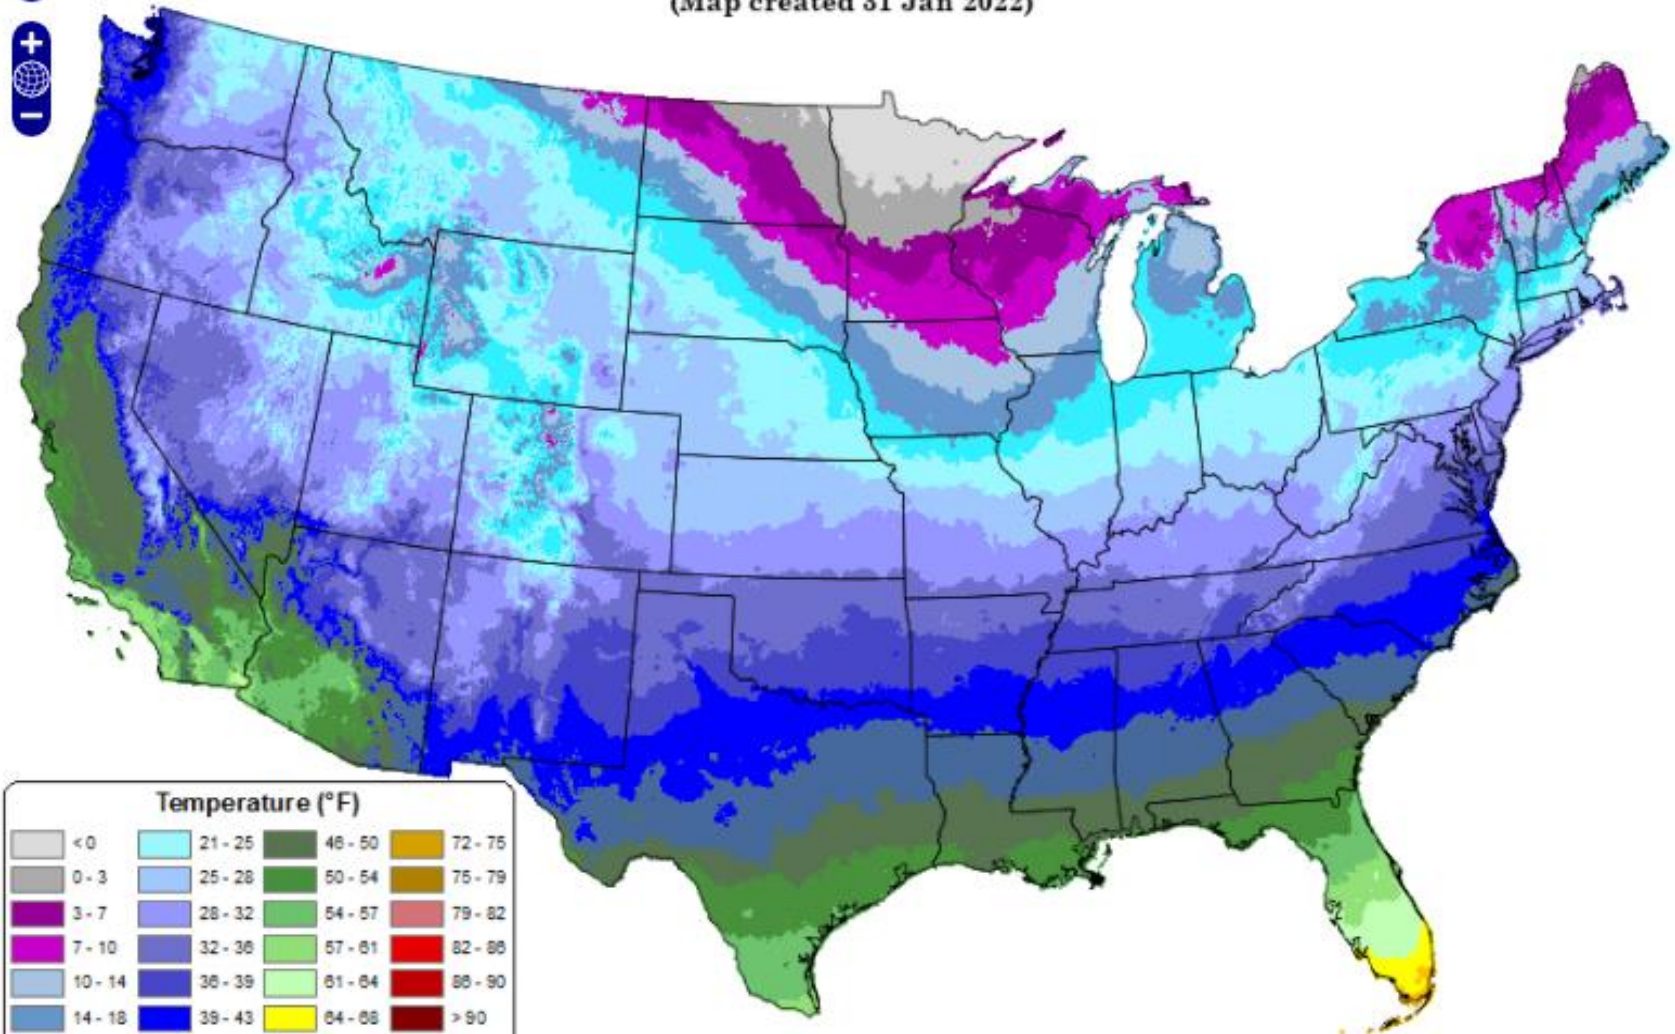 (Map created 31 Jan 2022)
+
−
Temperature (°F)
< 0
21 - 25
46 - 50
72 - 75
0 - 3
25 - 28
50 - 54
75 - 79
3 - 7
28 - 32
54 - 57
79 - 82
7 - 10
32 - 36
57 - 61
82 - 86
10 - 14
36 - 39
61 - 64
86 - 90
14 - 18
39 - 43
64 - 68
> 90